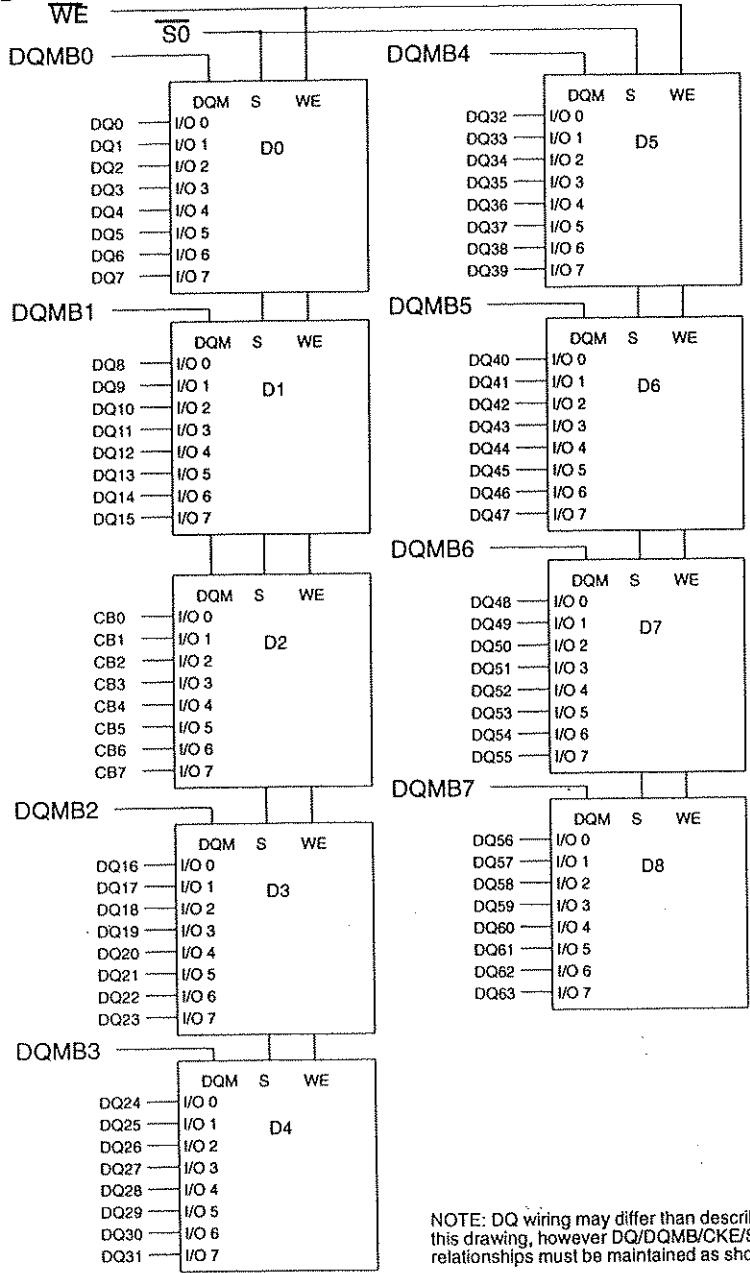 WE
S0
DQMB0
DQM S WE
DQ0 I/O 0
DQ1 I/O 1
D0
DQ2 I/O 2
DQ3 I/O 3
DQ4 I/O 4
DQ5 I/O 5
DQ6 I/O 6
DQ7 I/O 7
DQMB1
DQM S WE
DQ8 I/O 0
DQ9 I/O 1
D1
DQ10 I/O 2
DQ11 I/O 3
DQ12 I/O 4
DQ13 I/O 5
DQ14 I/O 6
DQ15 I/O 7
DQM S WE
CB0 I/O 0
CB1 I/O 1
D2
CB2 I/O 2
CB3 I/O 3
CB4 I/O 4
CB5 I/O 5
CB6 I/O 6
CB7 I/O 7
DQMB2
DQM S WE
DQ16 I/O 0
DQ17 I/O 1
D3
DQ18 I/O 2
DQ19 I/O 3
DQ20 I/O 4
DQ21 I/O 5
DQ22 I/O 6
DQ23 I/O 7
DQMB3
DQM S WE
DQ24 I/O 0
DQ25 I/O 1
D4
DQ26 I/O 2
DQ27 I/O 3
DQ28 I/O 4
DQ29 I/O 5
DQ30 I/O 6
DQ31 I/O 7
DQMB4
DQM S WE
DQ32 I/O 0
DQ33 I/O 1
D5
DQ34 I/O 2
DQ35 I/O 3
DQ36 I/O 4
DQ37 I/O 5
DQ38 I/O 6
DQ39 I/O 7
DQMB5
DQM S WE
DQ40 I/O 0
DQ41 I/O 1
D6
DQ42 I/O 2
DQ43 I/O 3
DQ44 I/O 4
DQ45 I/O 5
DQ46 I/O 6
DQ47 I/O 7
DQMB6
DQM S WE
DQ48 I/O 0
DQ49 I/O 1
D7
DQ50 I/O 2
DQ51 I/O 3
DQ52 I/O 4
DQ53 I/O 5
DQ54 I/O 6
DQ55 I/O 7
DQMB7
DQM S WE
DQ56 I/O 0
DQ57 I/O 1
D8
DQ58 I/O 2
DQ59 I/O 3
DQ60 I/O 4
DQ61 I/O 5
DQ62 I/O 6
DQ63 I/O 7
NOTE: DQ wiring may differ than
this drawing, however DQ/DQMB/CKE/
relationships must be maintained as